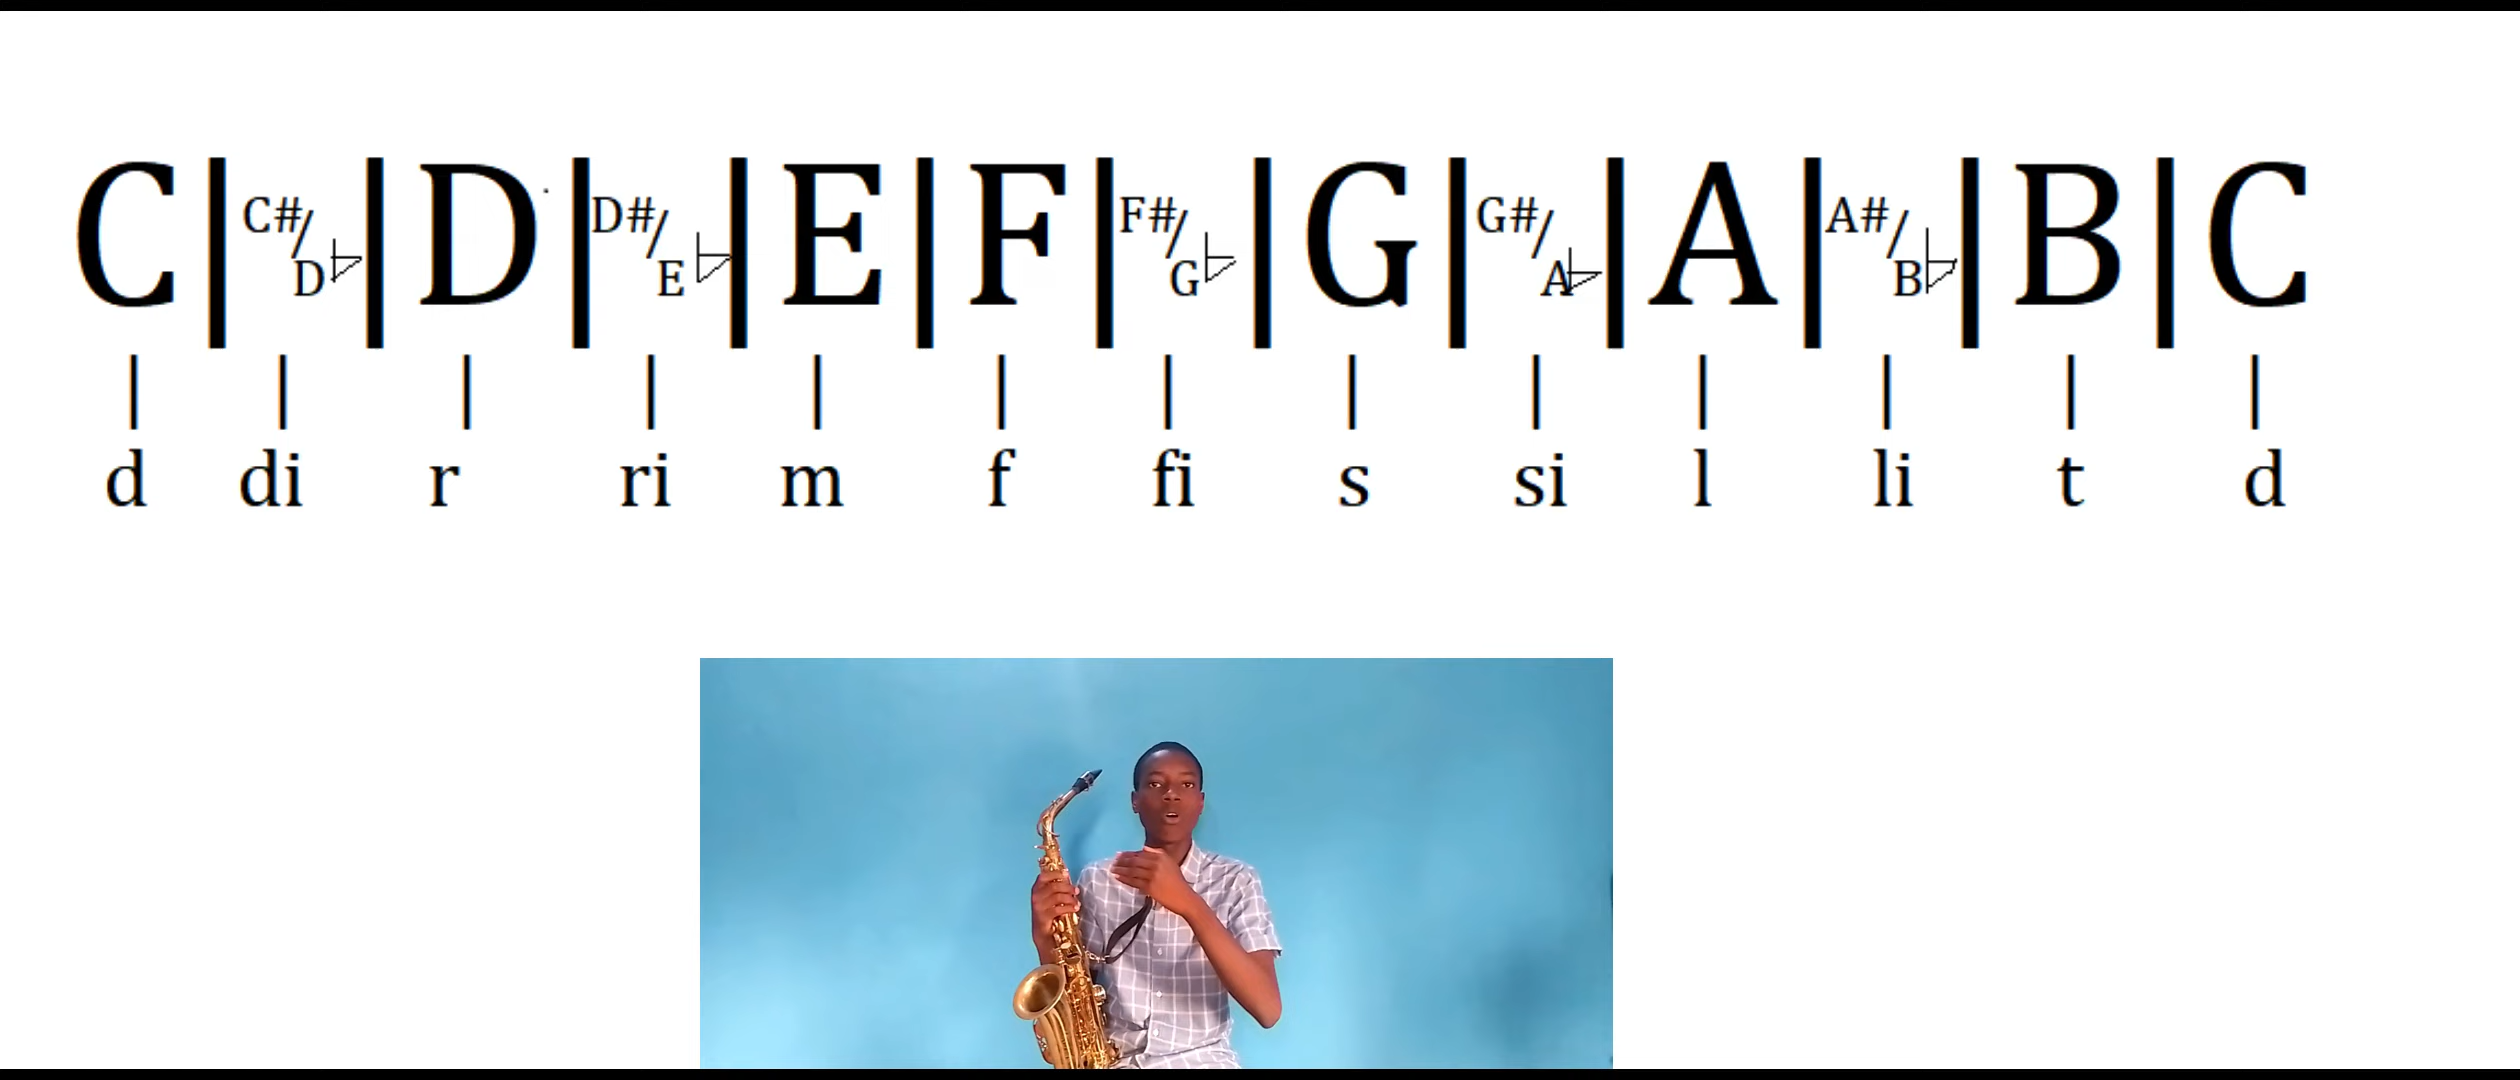 C | C#/D♭ | D | D#/E♭ | E | F | F#/G♭ | G | G#/A♭ | A | A#/B♭ | B | C
d di r ri m f fi s si l li t d